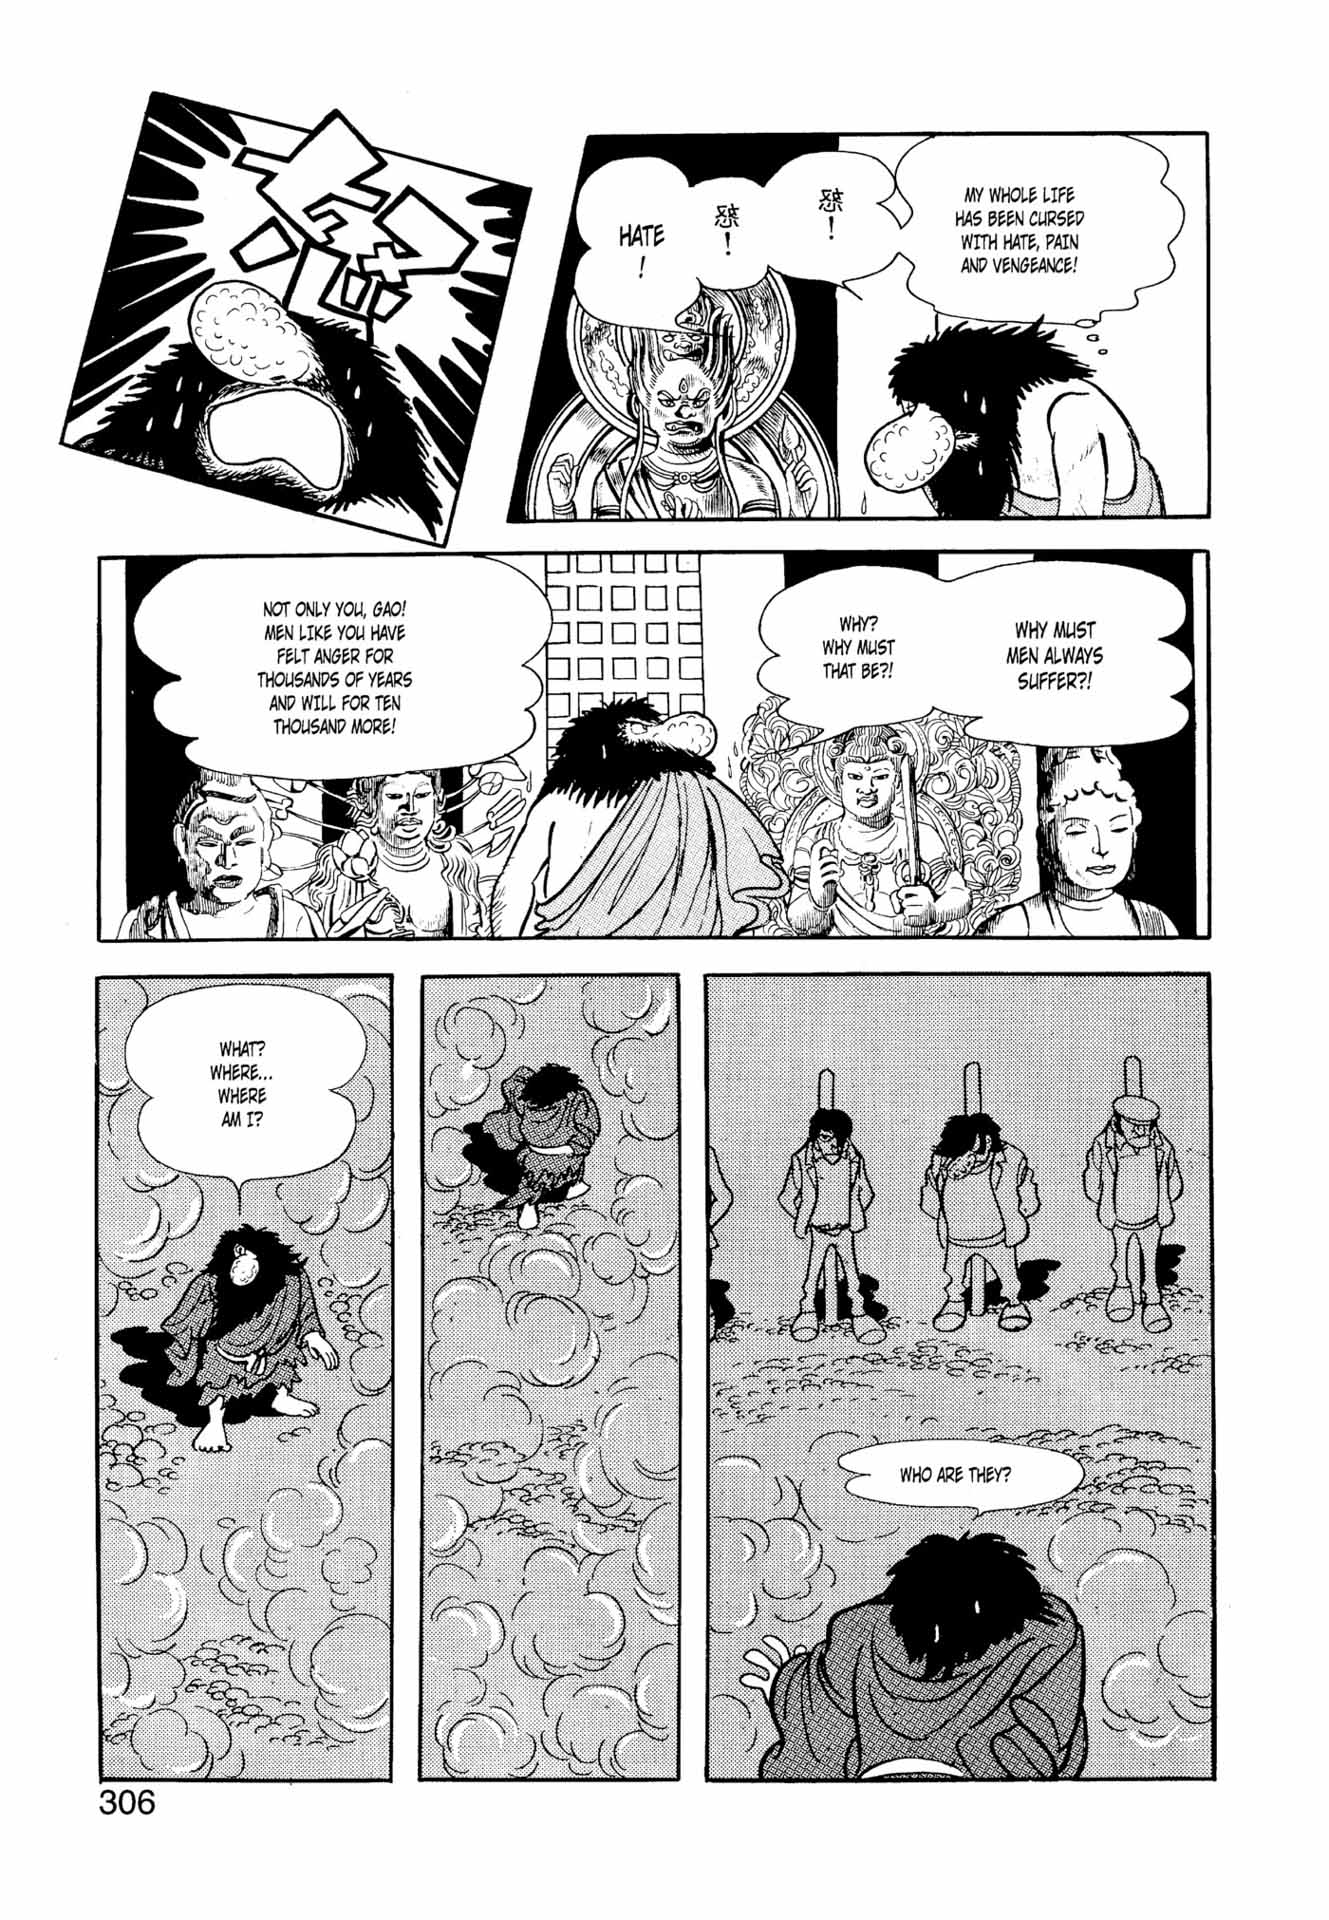 怒
HATE
!
怒
!
怒
!
MY WHOLE LIFE
HAS BEEN CURSED
WITH HATE, PAIN
AND VENGEANCE!
NOT ONLY YOU, GAO!
MEN LIKE YOU HAVE
FELT ANGER FOR
THOUSANDS OF YEARS
AND WILL FOR TEN
THOUSAND MORE!
WHY?
WHY MUST
THAT BE?!
WHY MUST
MEN ALWAYS
SUFFER?!
WHAT?
WHERE...
WHERE
AM I?
WHO ARE THEY?
306